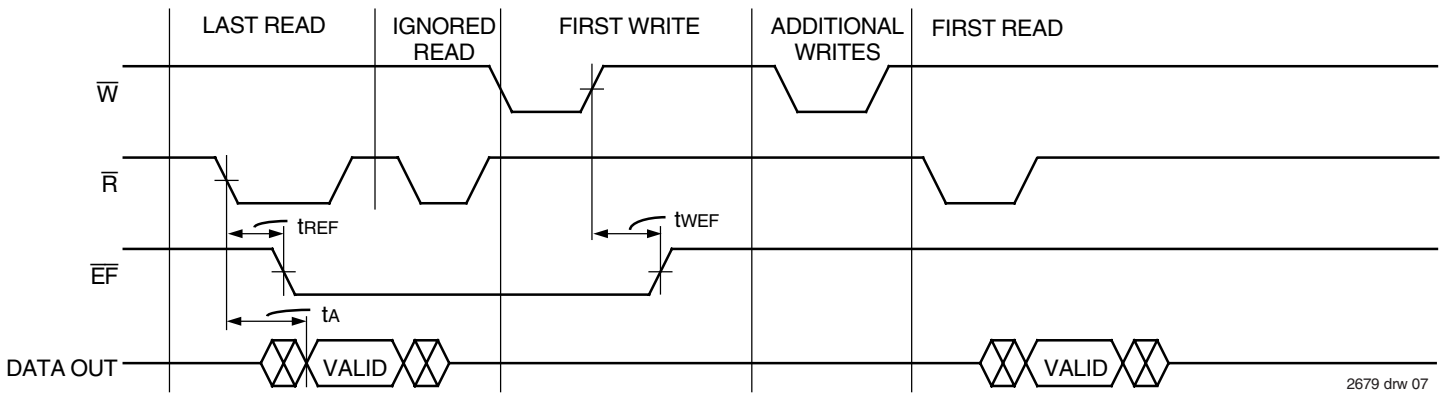 LAST READ
IGNORED
READ
FIRST WRITE
ADDITIONAL
WRITES
FIRST READ
W̅
R̅
tREF
tWEF
E̅F̅
tA
DATA OUT
VALID
VALID
2679 drw 07